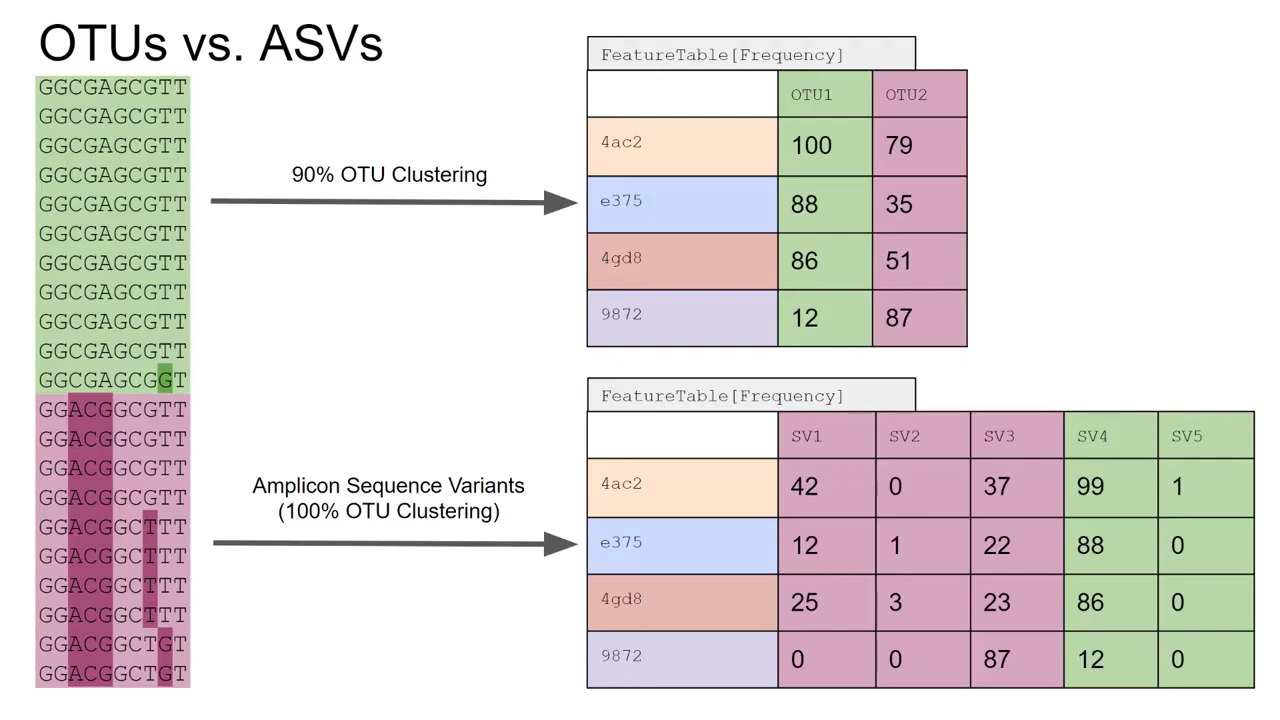 OTUs vs. ASVs
GGCGAGCGTT
GGCGAGCGTT
GGCGAGCGTT
GGCGAGCGTT
GGCGAGCGTT
GGCGAGCGTT
GGCGAGCGTT
GGCGAGCGTT
GGCGAGCGTT
GGCGAGCGTT
GGCGAGCGGT
GGACGGCGTT
GGACGGCGTT
GGACGGCGTT
GGACGGCGTT
GGACGGCTTT
GGACGGCTTT
GGACGGCTTT
GGACGGCTTT
GGACGGCTGT
GGACGGCTGT
90% OTU Clustering
FeatureTable[Frequency]
OTU1 OTU2
4ac2 100 79
e375 88 35
4gd8 86 51
9872 12 87
Amplicon Sequence Variants
(100% OTU Clustering)
FeatureTable[Frequency]
SV1 SV2 SV3 SV4 SV5
4ac2 42 0 37 99 1
e375 12 1 22 88 0
4gd8 25 3 23 86 0
9872 0 0 87 12 0